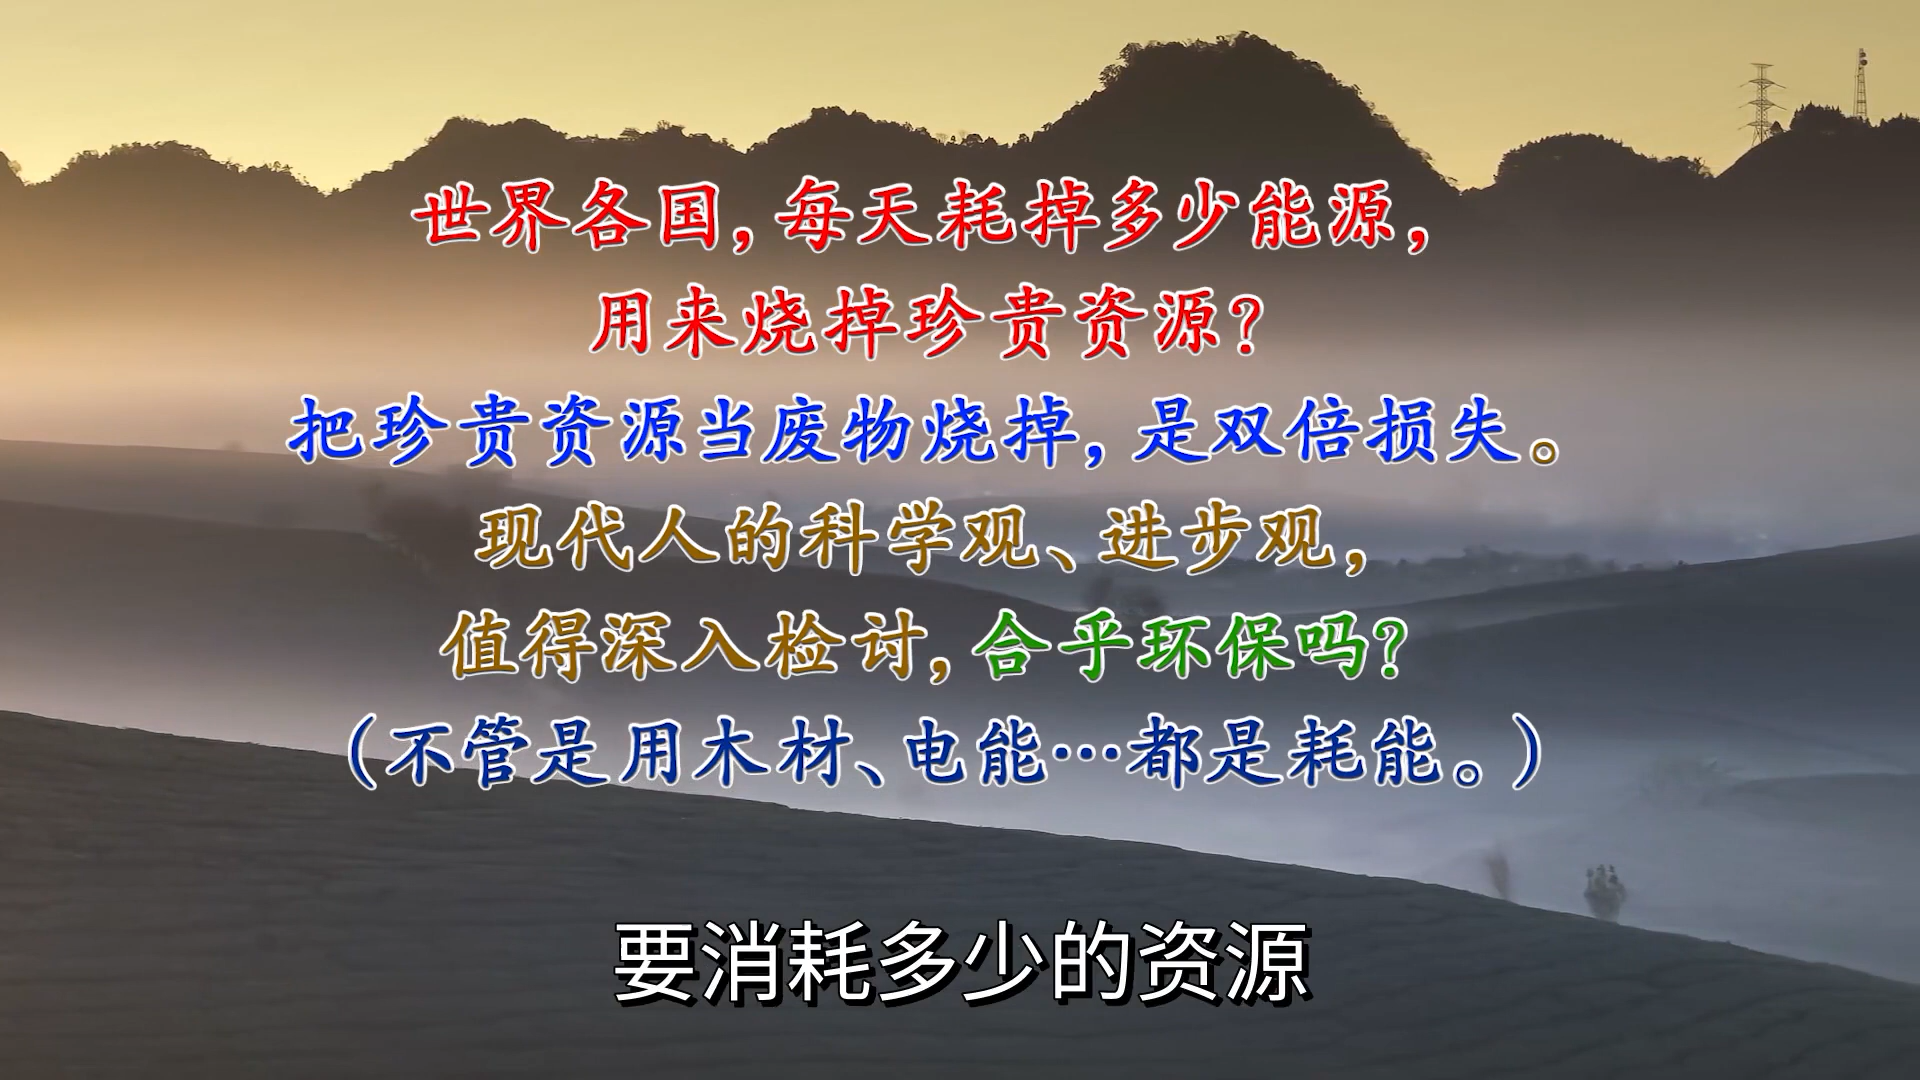 世界各国,每天耗掉多少能源,
用来烧掉珍贵资源?
把珍贵资源当废物烧掉,是双倍损失。
现代人的科学观、进步观,
值得深入检讨,合乎环保吗?
(不管是用木材、电能…都是耗能。)
要消耗多少的资源